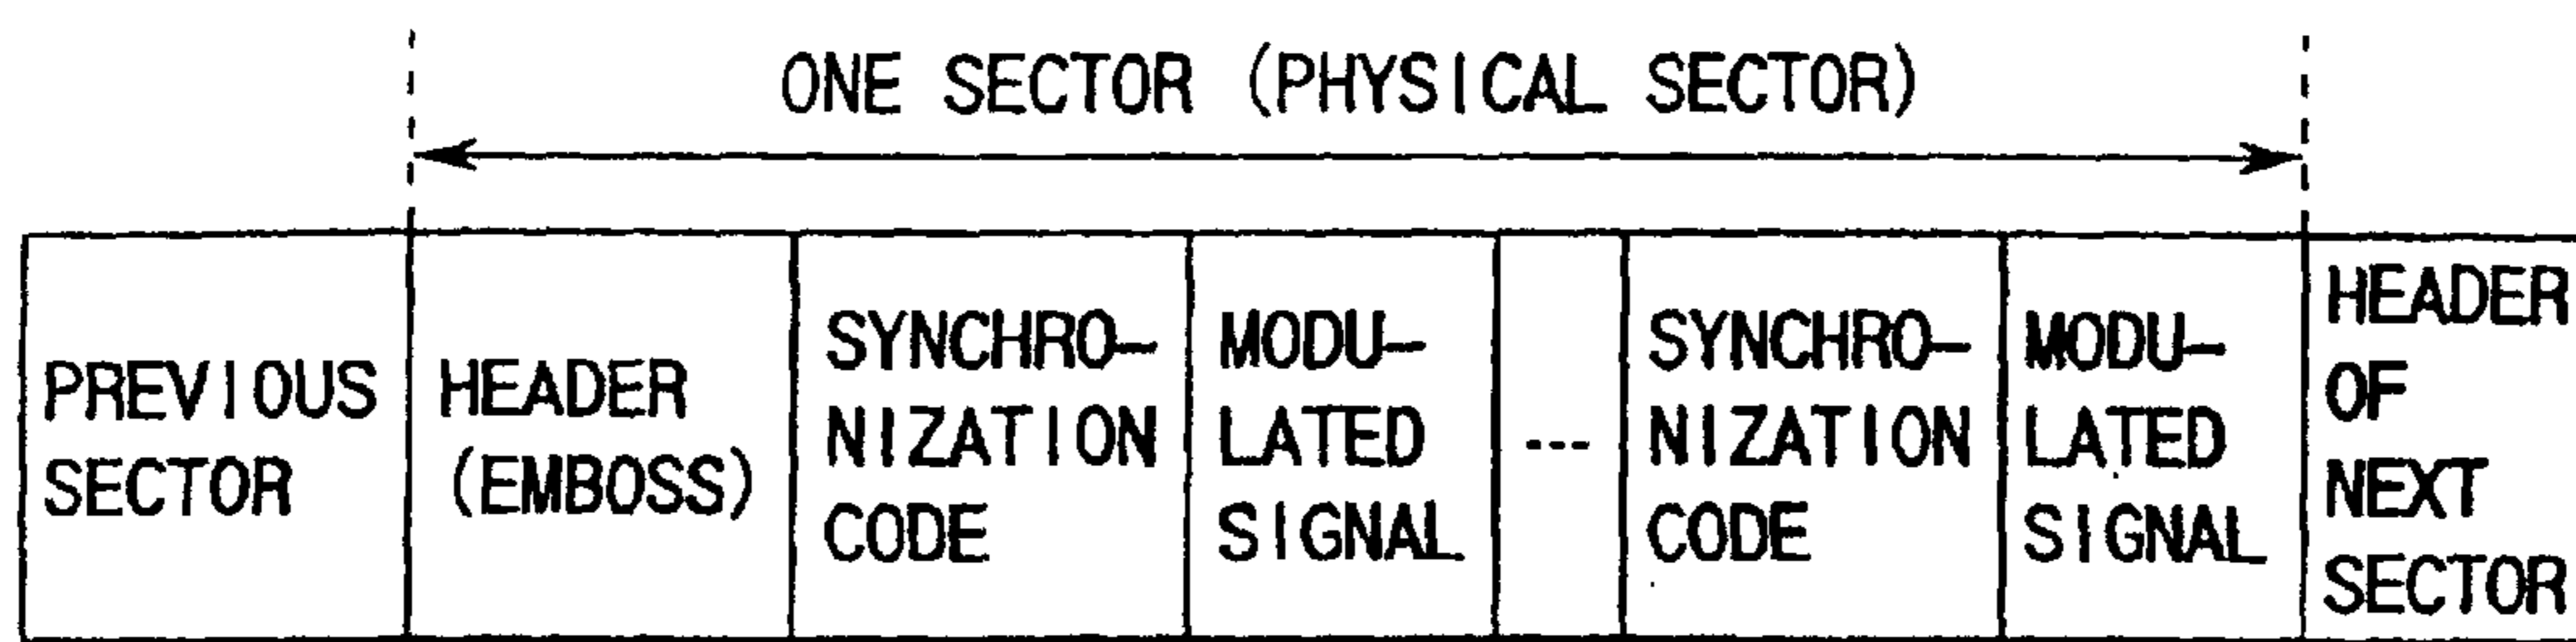 ONE SECTOR (PHYSICAL SECTOR)
PREVIOUS
SECTOR
HEADER
(EMBOSS)
SYNCHRO-
NIZATION
CODE
MODU-
LATED
SIGNAL
---
SYNCHRO-
NIZATION
CODE
MODU-
LATED
SIGNAL
HEADER
OF
NEXT
SECTOR